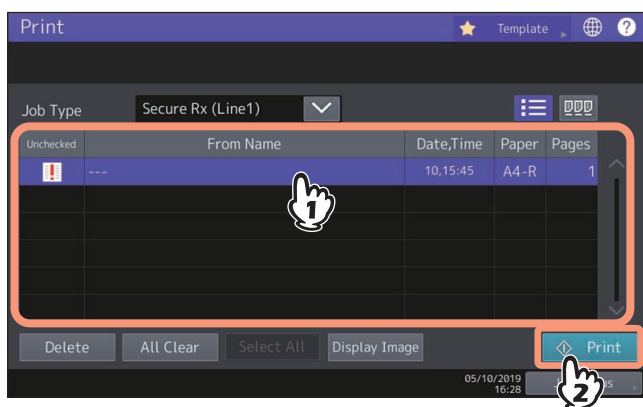 Print
Template
?
Job Type
Secure Rx (Line1)
Unchecked From Name Date,Time Paper Pages
! --- 10,15:45 A4-R 1
1
Delete All Clear Select All Display Image Print
2
05/10/2019
16:28